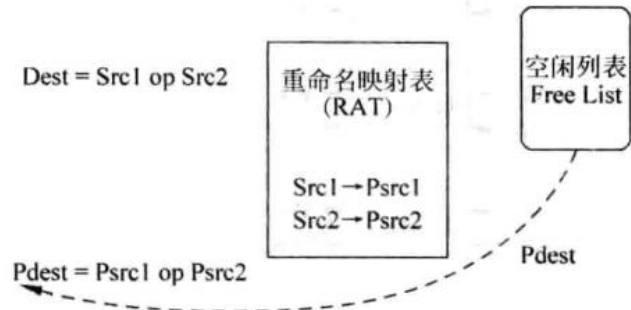 Dest = Src1 op Src2
重命名映射表
(RAT)
Src1→Psrc1
Src2→Psrc2
空闲列表
Free List
Pdest = Psrc1 op Psrc2
Pdest